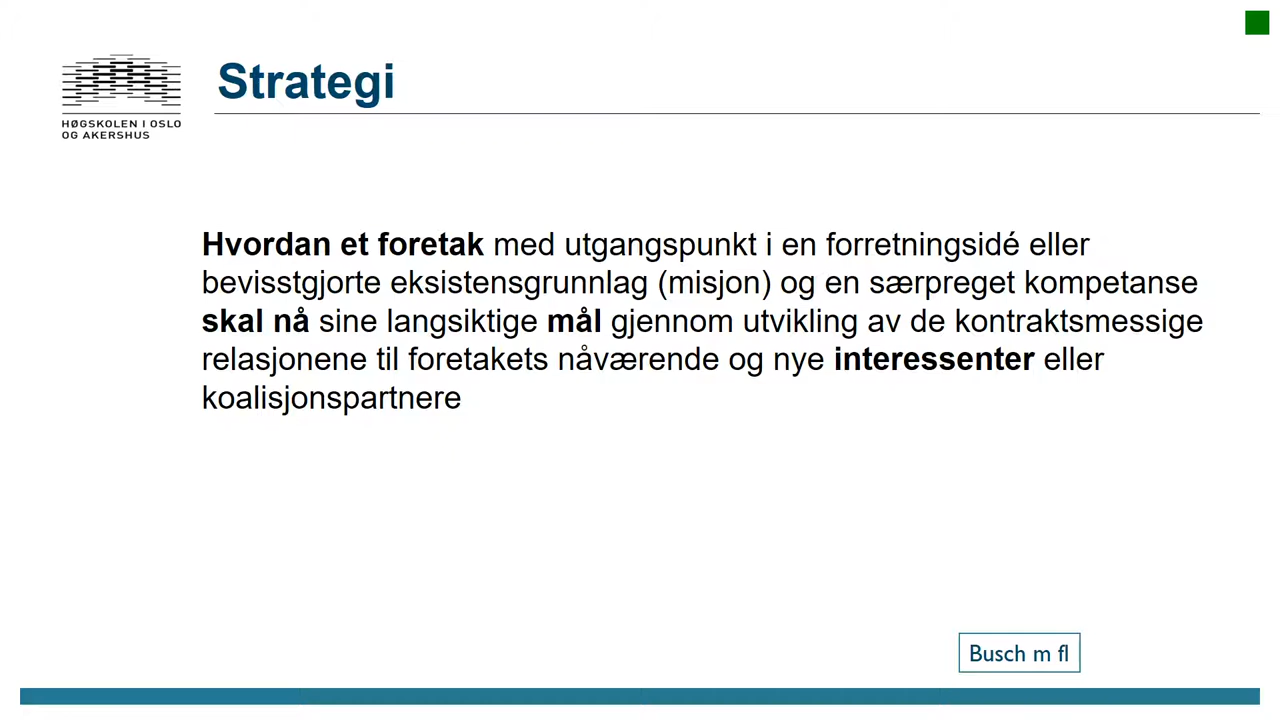 HØGSKOLEN I OSLO
OG AKERSHUS
Strategi
Hvordan et foretak med utgangspunkt i en forretningsidé eller
bevisstgjorte eksistensgrunnlag (misjon) og en særpreget kompetanse
skal nå sine langsiktige mål gjennom utvikling av de kontraktsmessige
relasjonene til foretakets nåværende og nye interessenter eller
koalisjonspartnere
Busch m fl